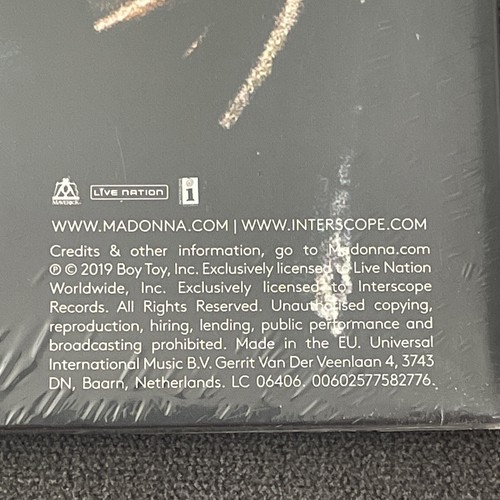 MAVERICK
LIVE NATION
i
WWW.MADONNA.COM | WWW.INTERSCOPE.COM
Credits & other information, go to Madonna.com
℗ © 2019 Boy Toy, Inc. Exclusively licensed to Live Nation
Worldwide, Inc. Exclusively licensed to Interscope
Records. All Rights Reserved. Unauthorised copying,
reproduction, hiring, lending, public performance and
broadcasting prohibited. Made in the EU. Universal
International Music B.V. Gerrit Van Der Veenlaan 4, 3743
DN, Baarn, Netherlands. LC 06406. 00602577582776.